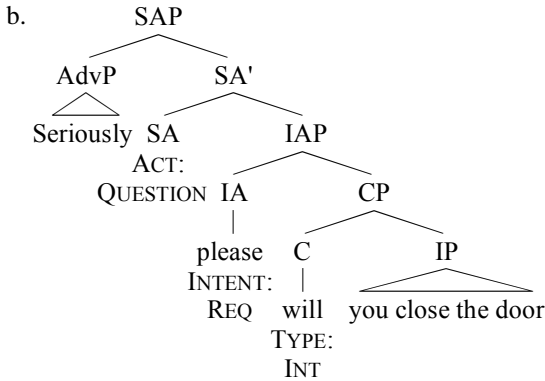 b. SAP
AdvP SA'
Seriously SA IAP
ACT:
QUESTION IA CP
please C IP
INTENT:
REQ will you close the door
TYPE:
INT